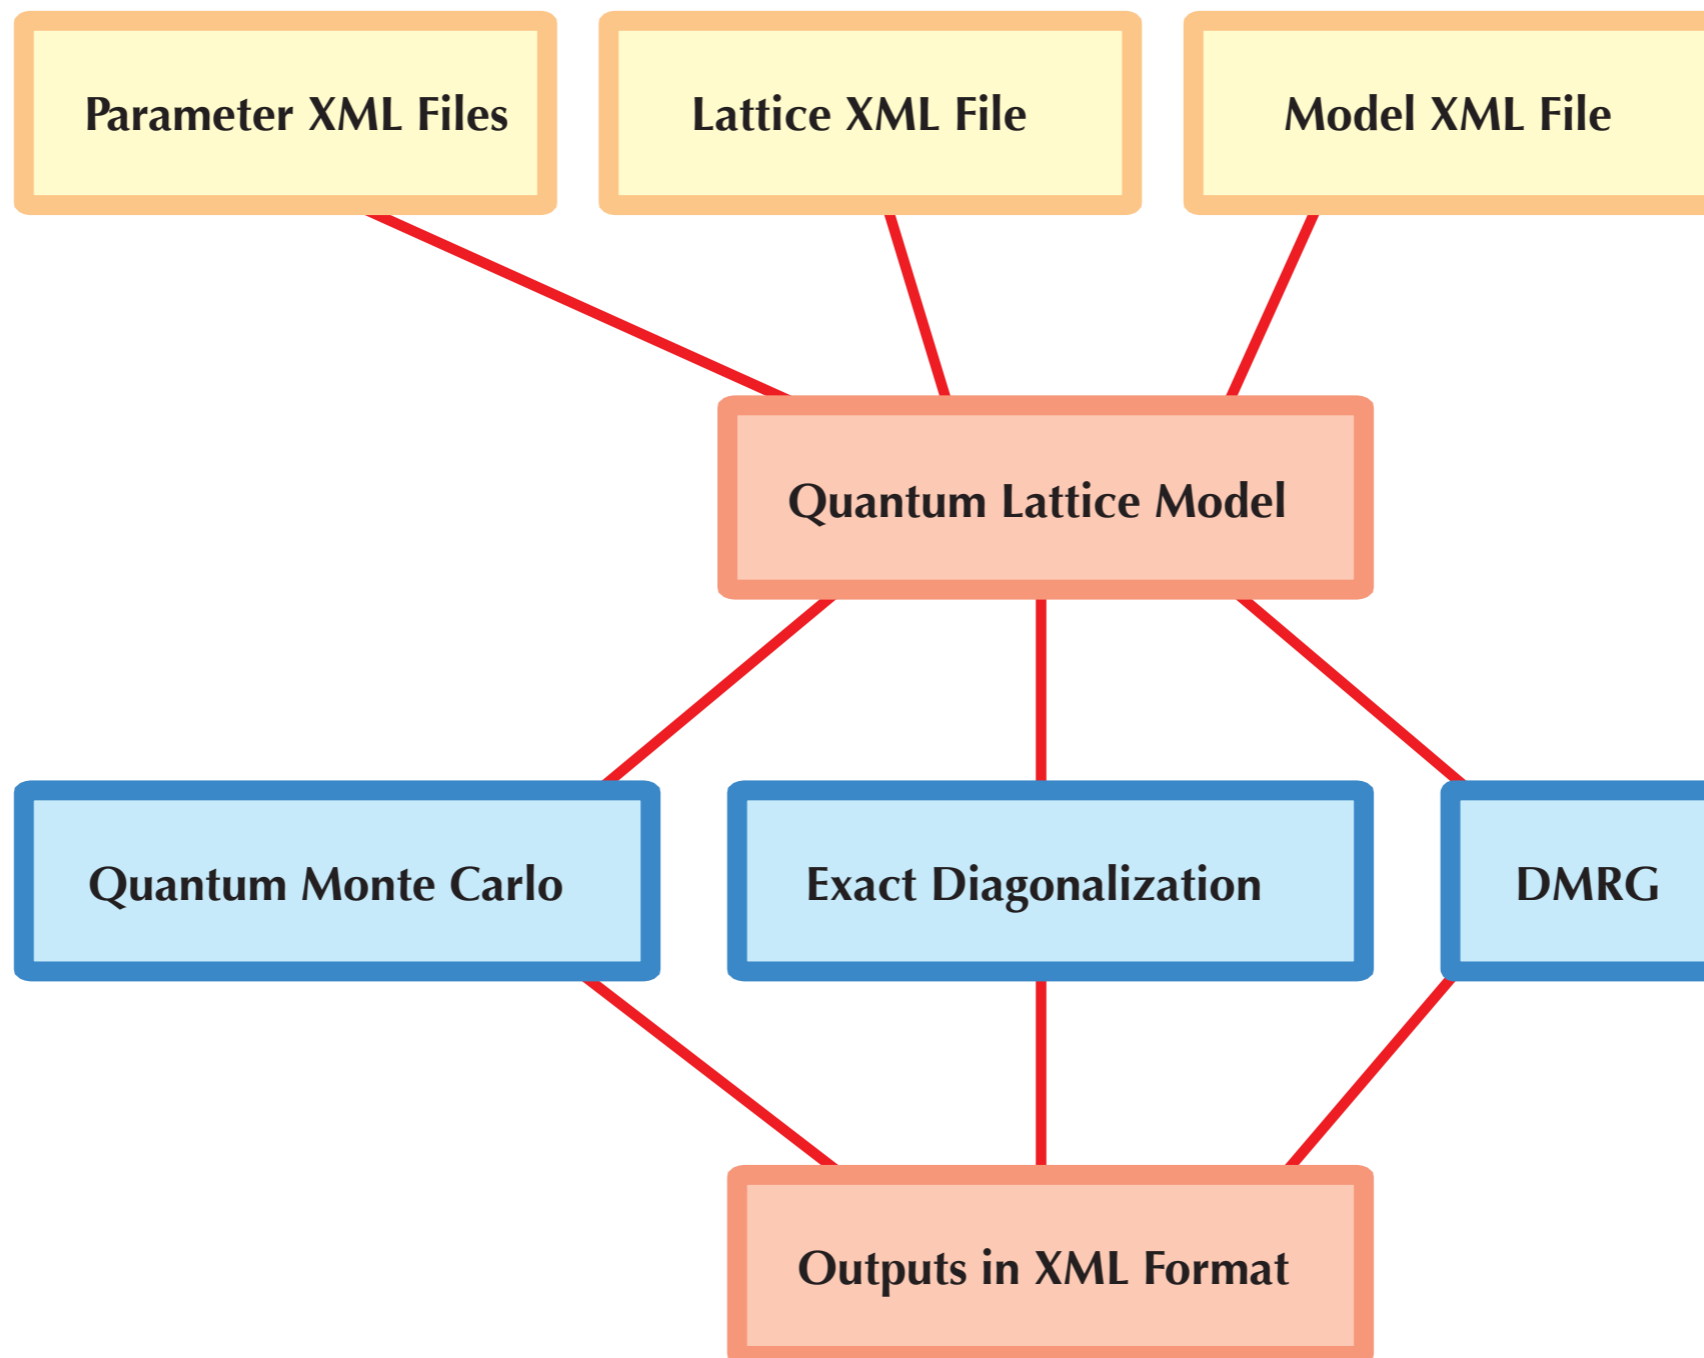 Parameter XML Files
Lattice XML File
Model XML File
Quantum Lattice Model
Quantum Monte Carlo
Exact Diagonalization
DMRG
Outputs in XML Format